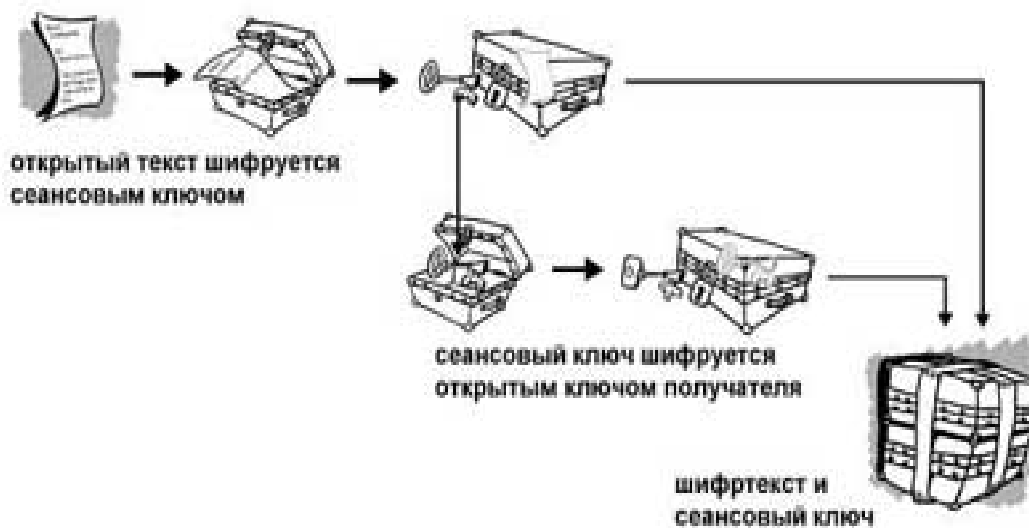 открытый текст шифруется
сеансовым ключом
сеансовый ключ шифруется
открытым ключом получателя
шифртекст и
сеансовый ключ